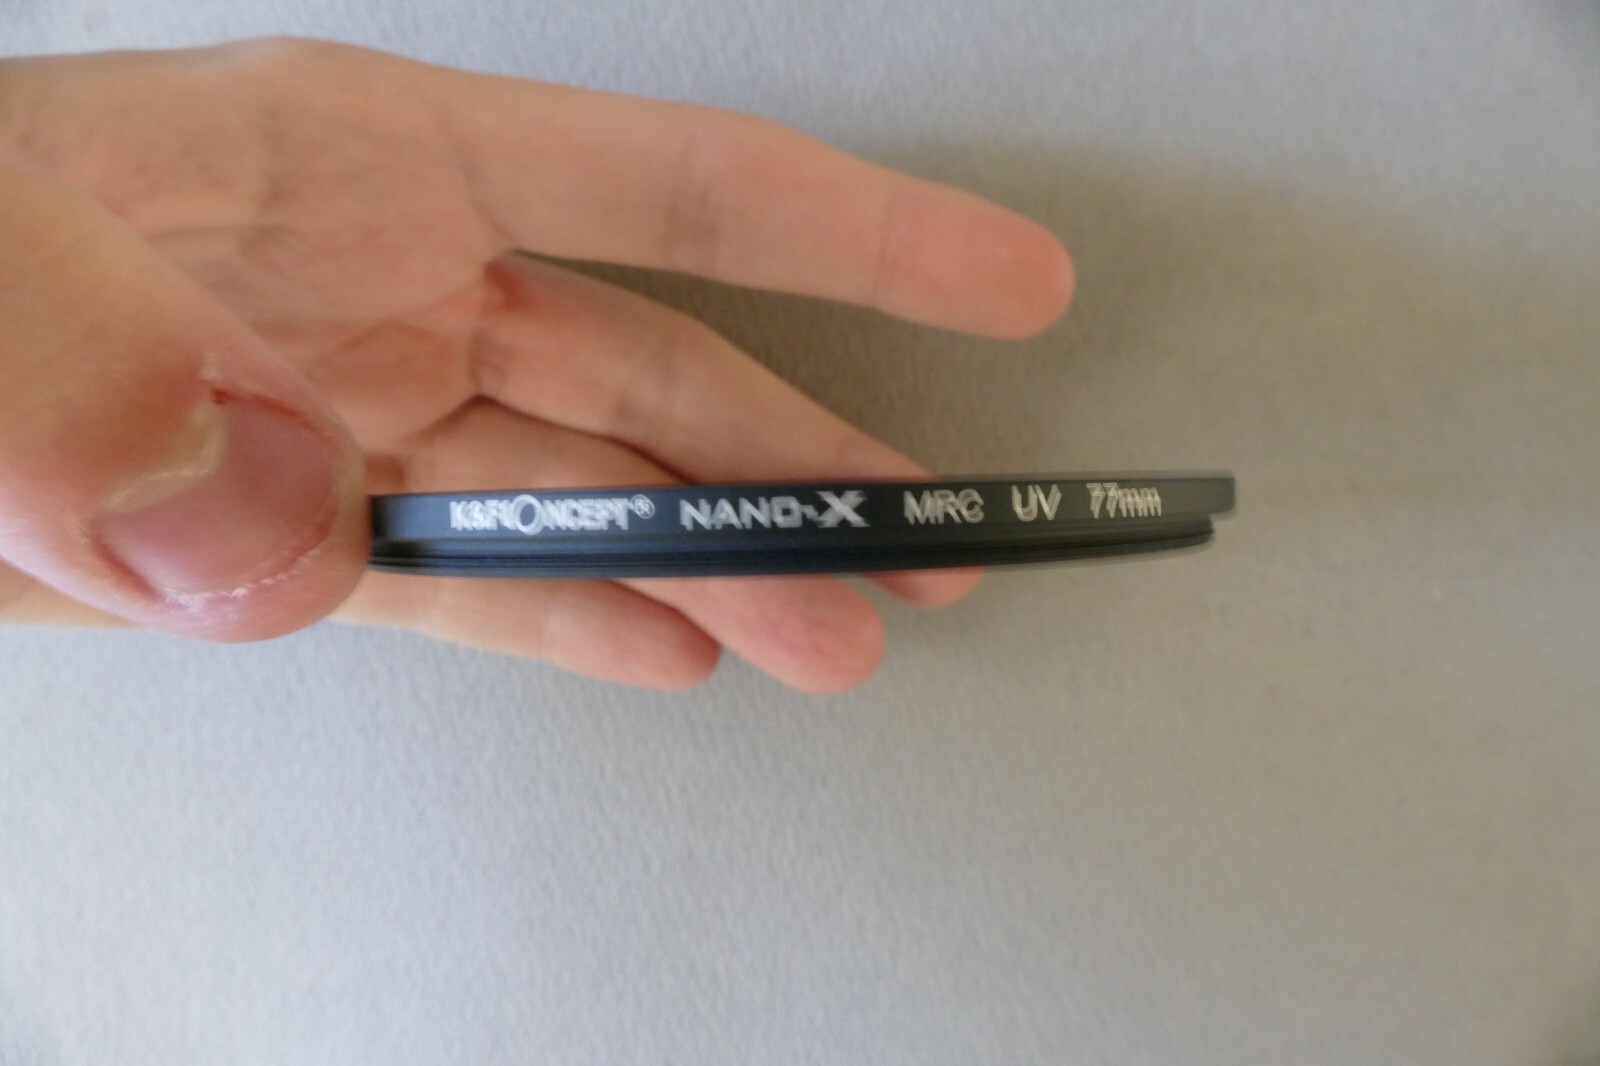 K&F CONCEPT® NANO-X MRC UV 77mm